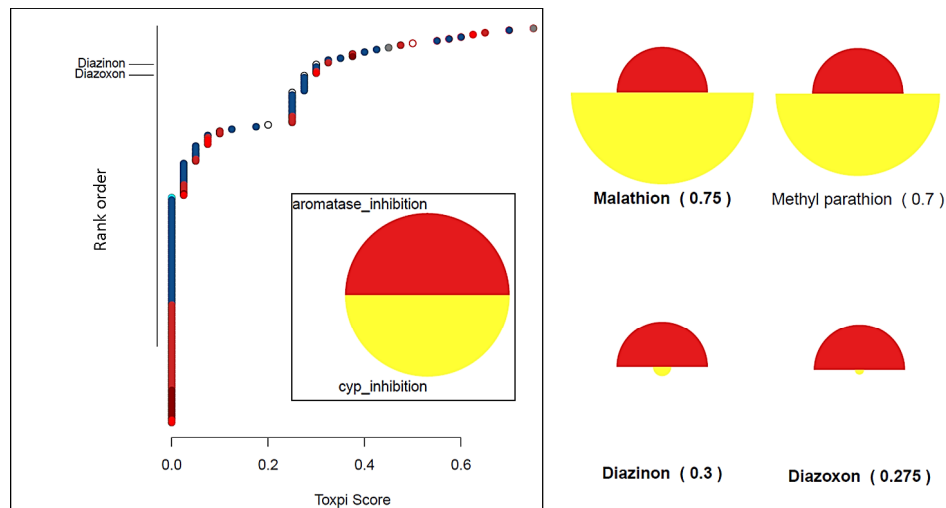 Diazinon
Diazoxon
Rank order
aromatase_inhibition
cyp_inhibition
0.0
0.2
0.4
0.6
Toxpi Score
Malathion ( 0.75 )
Methyl parathion ( 0.7 )
Diazinon ( 0.3 )
Diazoxon ( 0.275 )